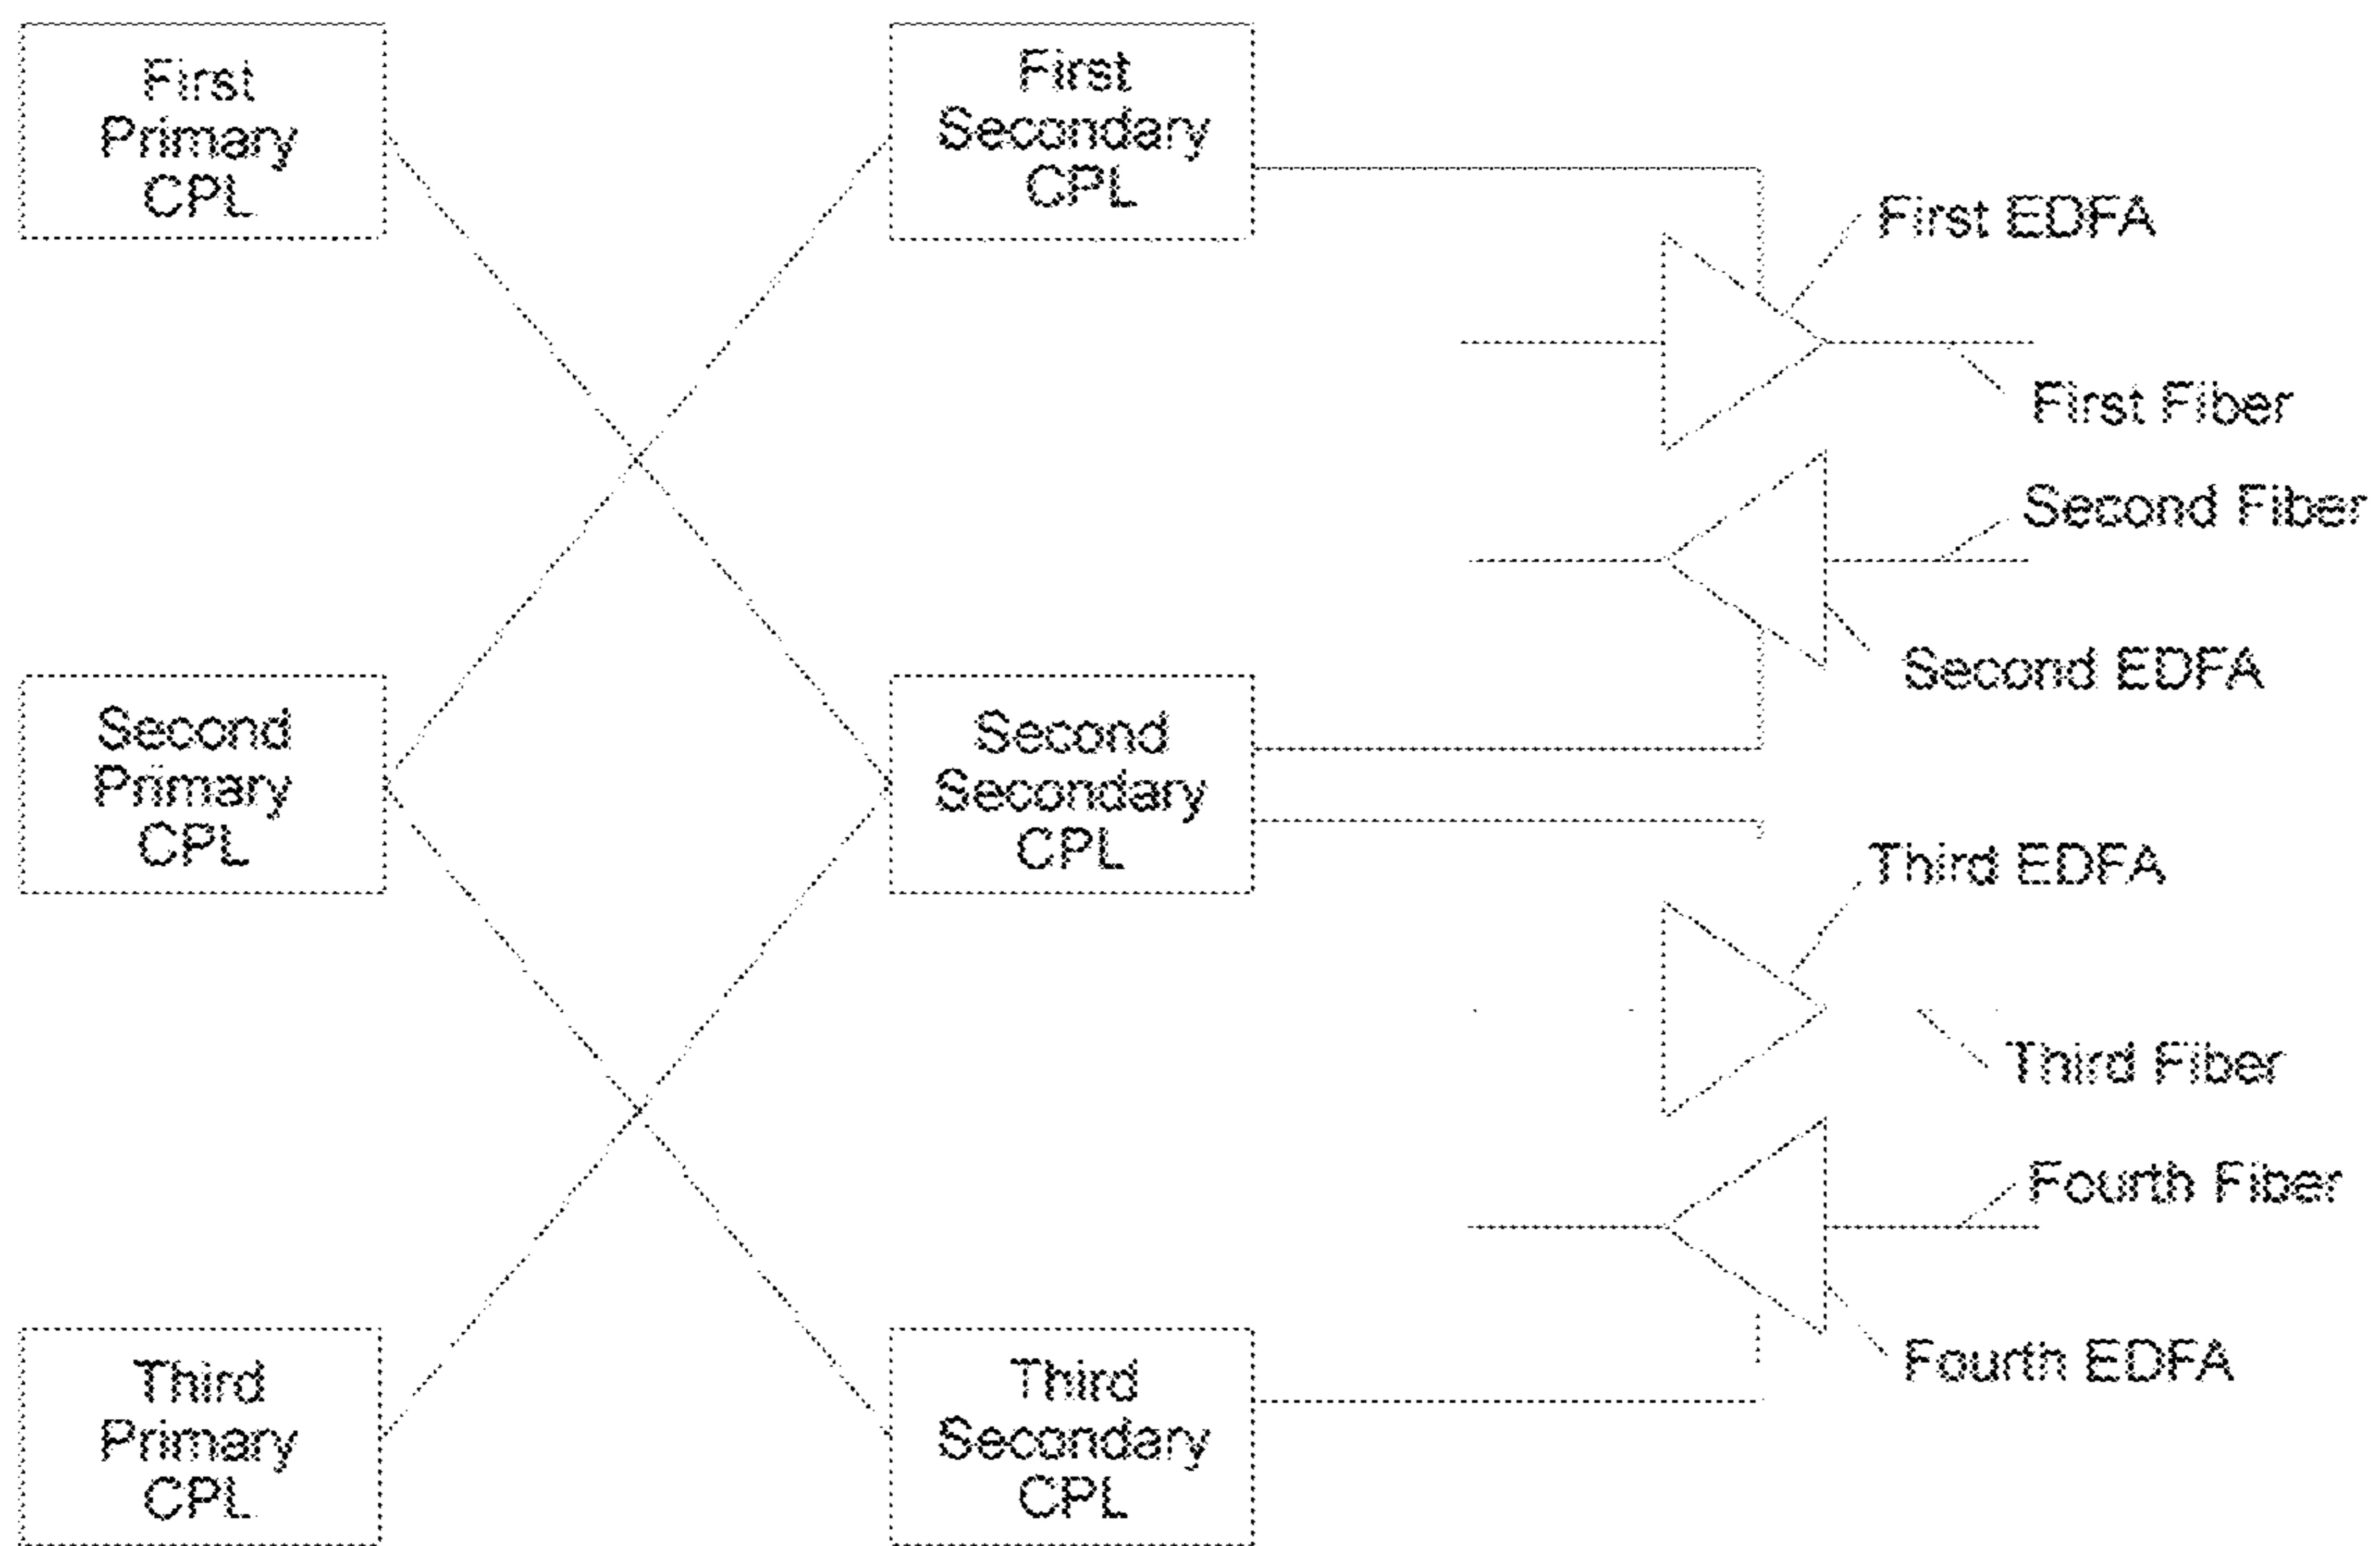 First
Primary
CPL
First
Secondary
CPL
First EDFA
First Fiber
Second Fiber
Second EDFA
Second
Primary
CPL
Second
Secondary
CPL
Third EDFA
Third Fiber
Fourth Fiber
Fourth EDFA
Third
Primary
CPL
Third
Secondary
CPL